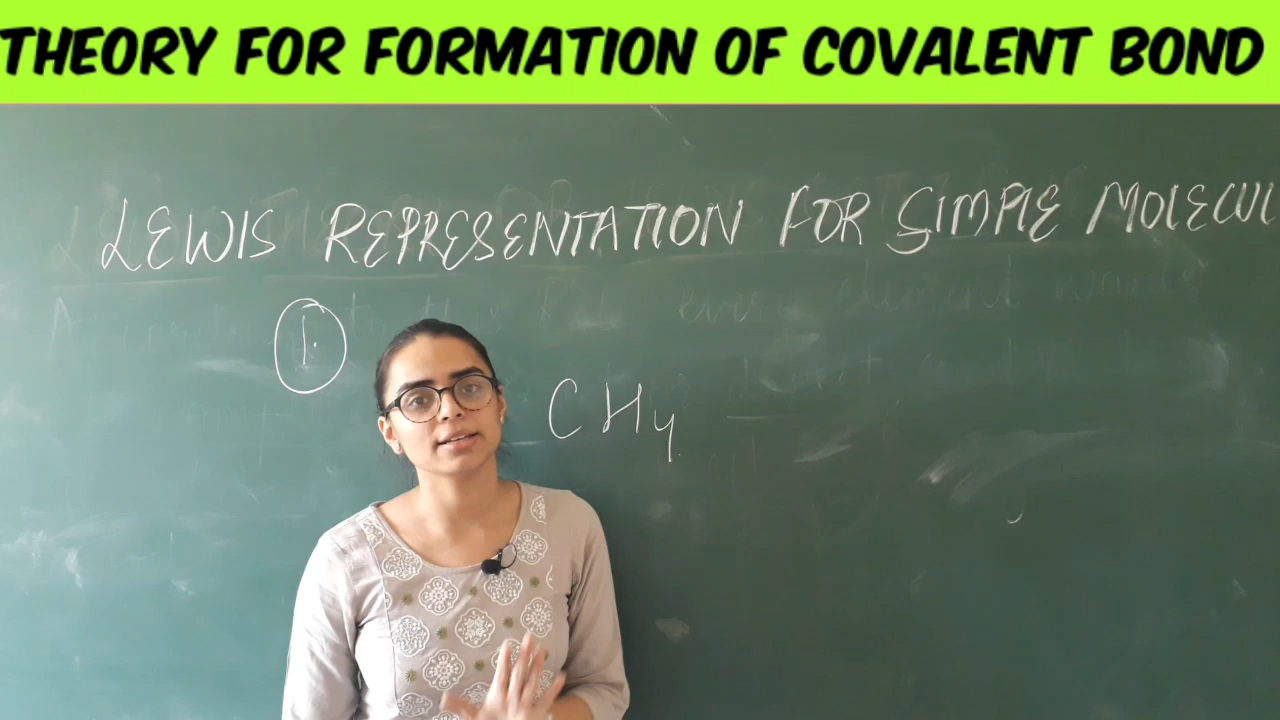 THEORY FOR FORMATION OF COVALENT BOND
LEWIS REPRESENTATION FOR SIMPLE MOLECUL
1.
CH4